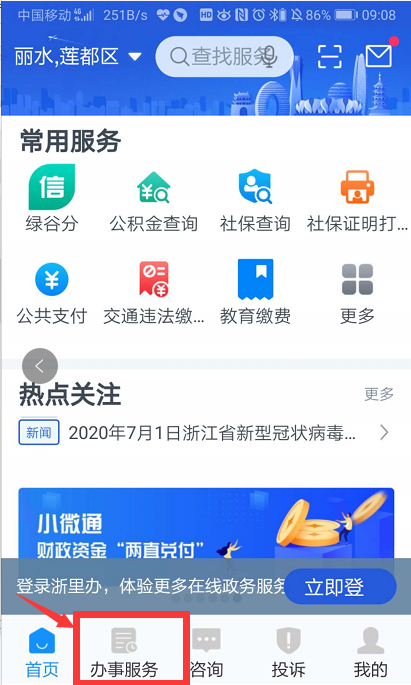 中国移动 4G 251B/s HD 86% 09:08
丽水,莲都区 查找服务
常用服务
信
绿谷分 公积金查询 社保查询 社保证明打...
公共支付 交通违法缴... 教育缴费 更多
热点关注 更多
新闻 2020年7月1日浙江省新型冠状病毒...
小微通
财政资金“两直兑付”
登录浙里办，体验更多在线政务服务 立即登
首页 办事服务 咨询 投诉 我的